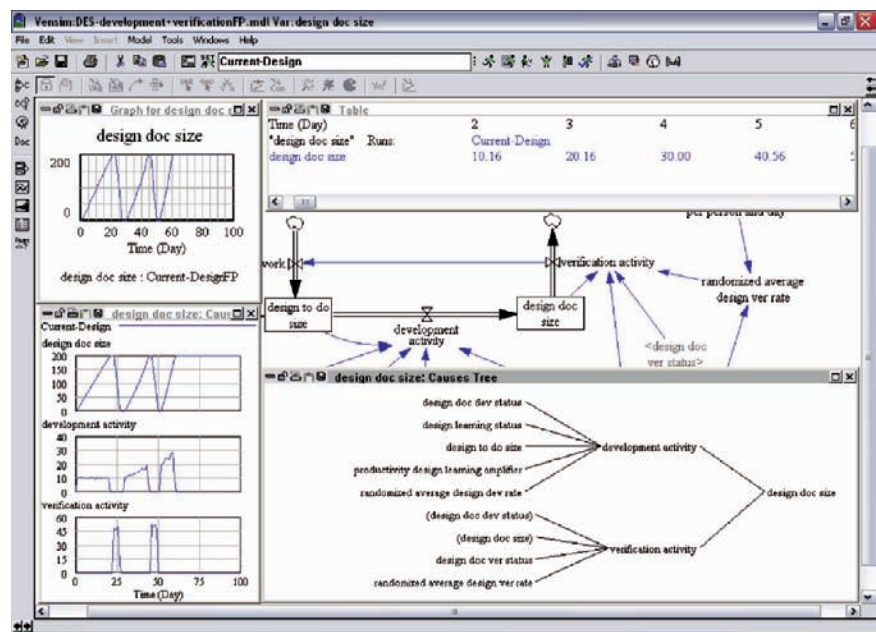 Vensim:DES-development+verificationFP.mdl Var: design doc size
File Edit View Insert Model Tools Windows Help
Current-Design
Graph for design doc
design doc size
200
0
0 20 40 60 80 100
Time (Day)
design doc size : Current-DesignFP
Table
Time (Day) 2 3 4 5 6
"design doc size" Runs: Current-Design
design doc size 10.16 20.16 30.00 40.56
Doc
per person and day
work
verification activity
randomized average
design ver rate
design to do
size
development
activity
design doc
size
<design doc
ver status>
design doc size: Caus
Current-Design
design doc size
200
150
100
50
0
development activity
40
30
20
10
0
verification activity
60
45
30
15
0
0 25 50 75 100
Time (Day)
design doc size: Causes Tree
design doc dev status
design learning status
design to do size
productivity design learning amplifier
randomized average design dev rate
development activity
(design doc dev status)
(design doc size)
design doc ver status
randomized average design ver rate
verification activity
design doc size